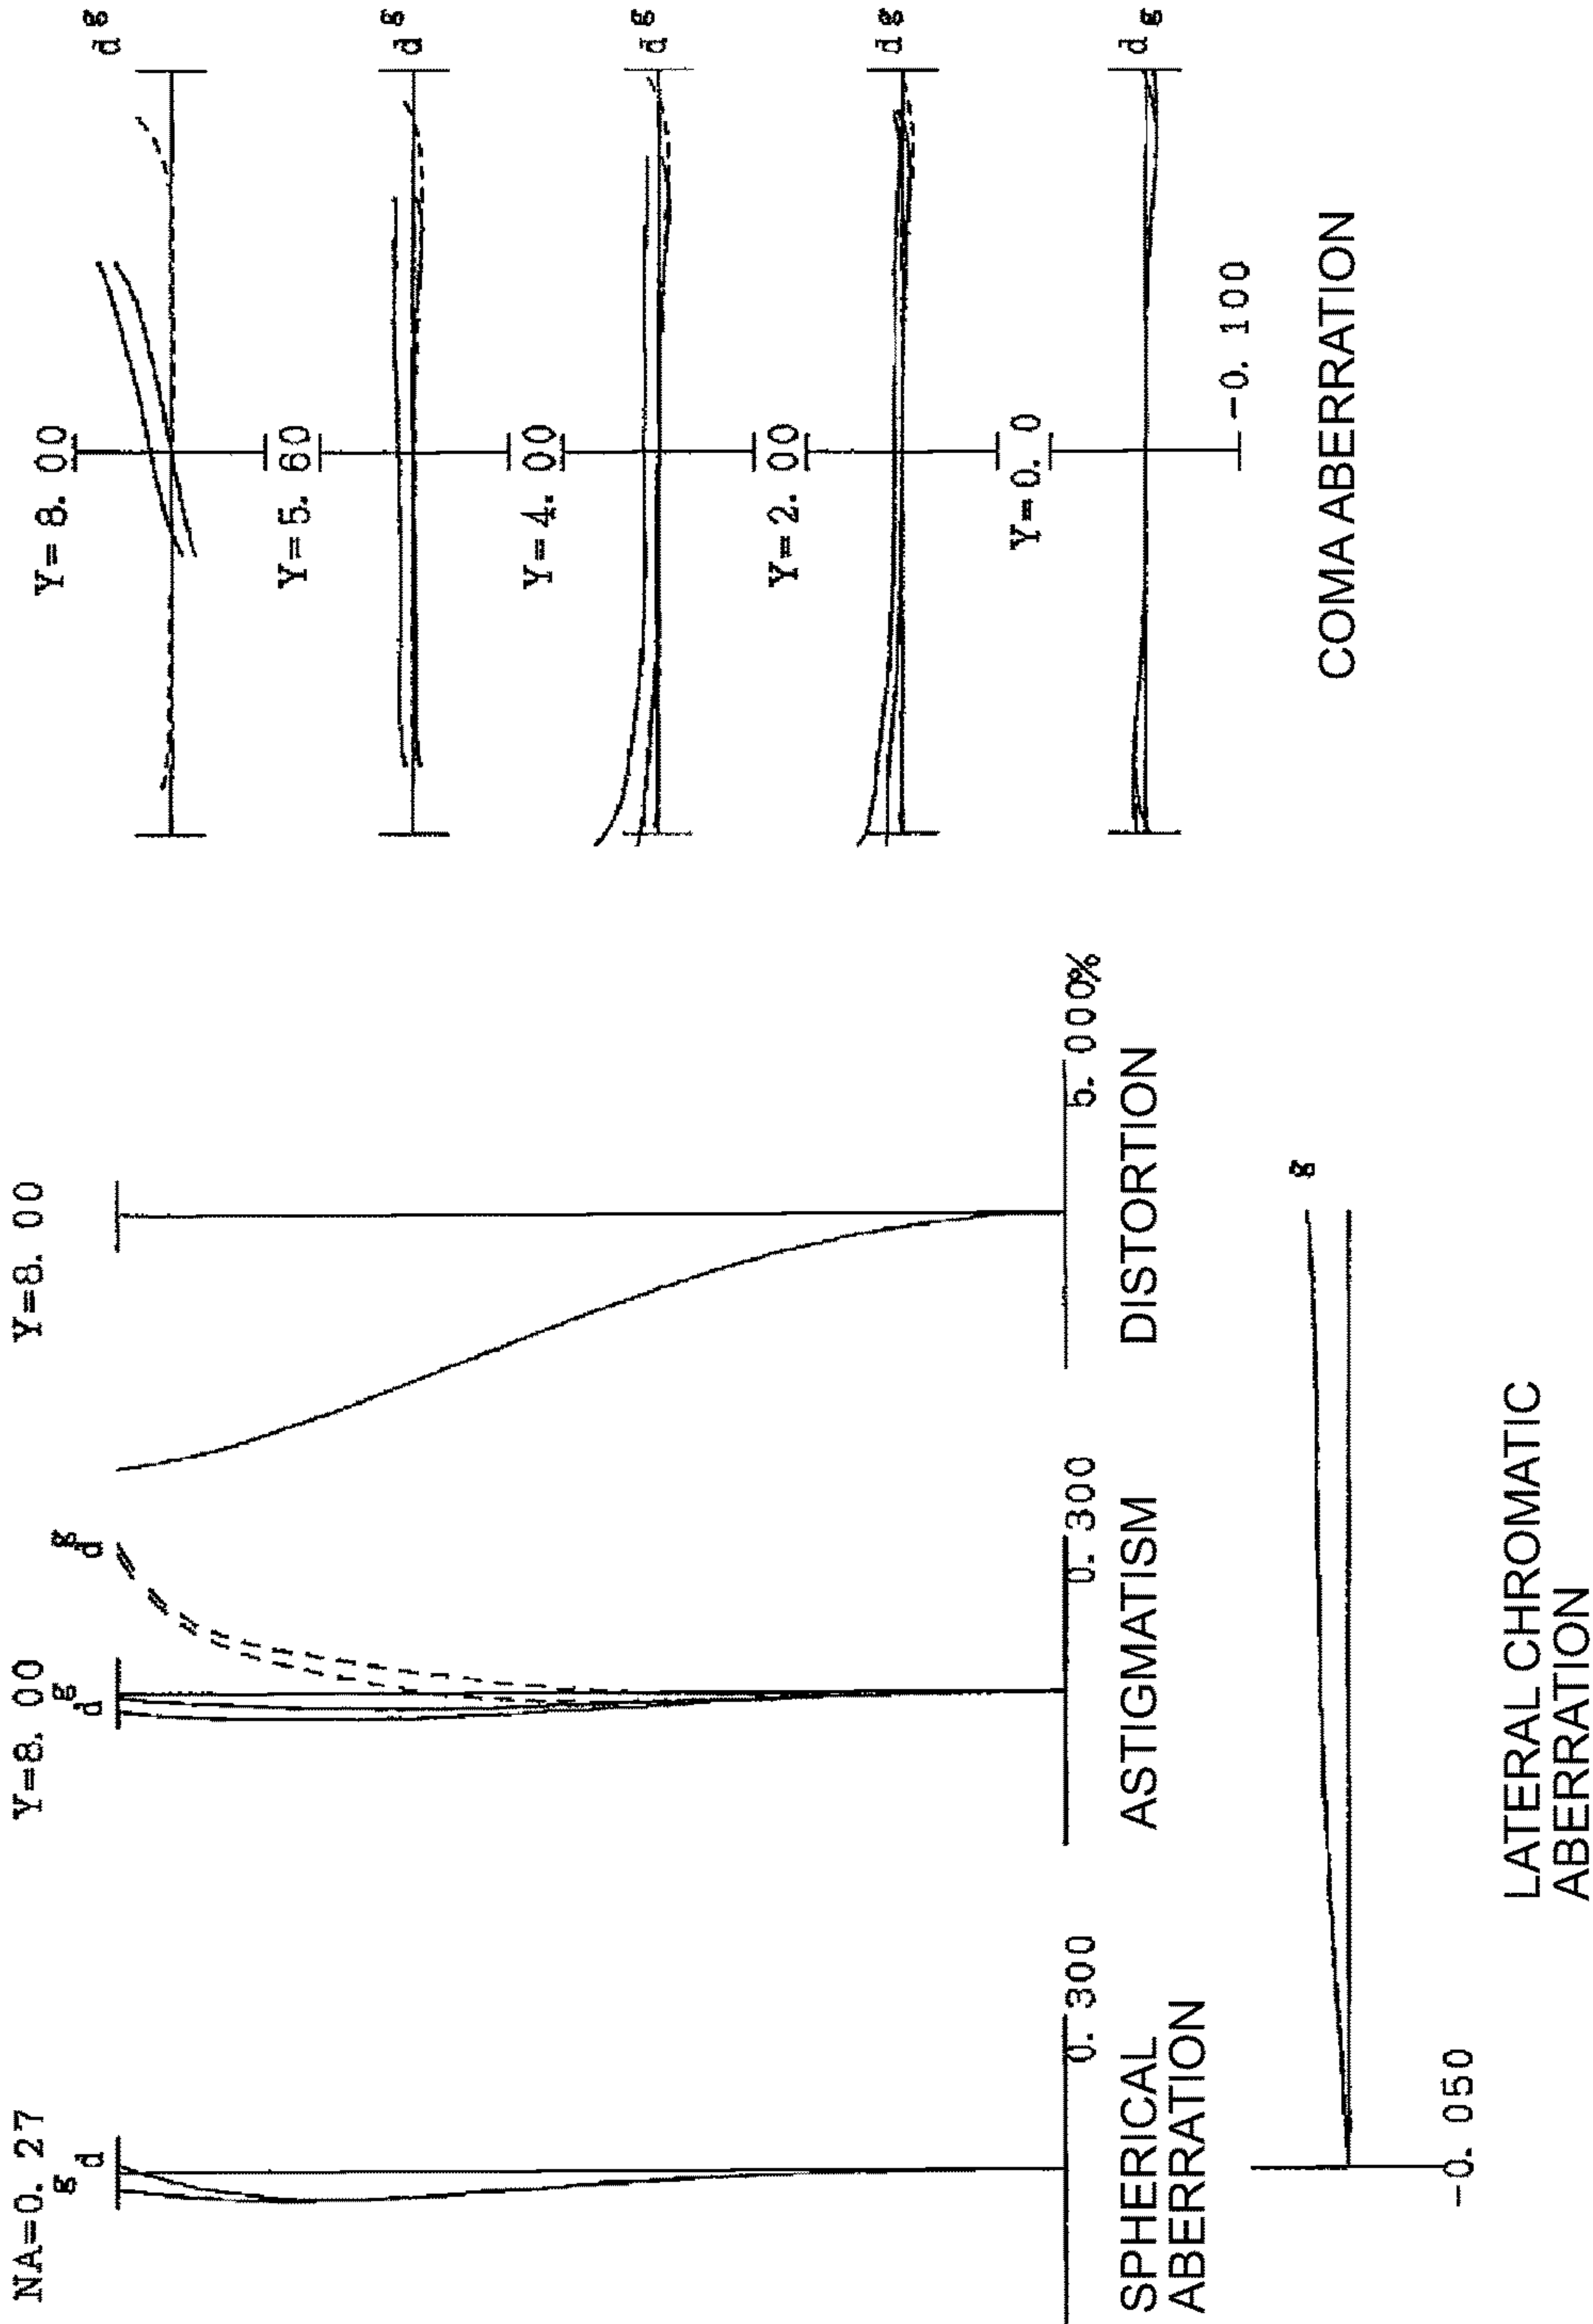 NA=0. 27
g
d
0. 300
SPHERICAL
ABERRATION
Y=8. 00
d
g
g
d
0. 300
ASTIGMATISM
Y=8. 00
5. 000%
DISTORTION
g
-0. 050
LATERAL CHROMATIC
ABERRATION
Y=8. 00
d
g
Y=5. 60
d
g
Y=4. 00
d
g
Y=2. 00
d
g
Y=0. 0
d
g
-0. 100
COMA ABERRATION